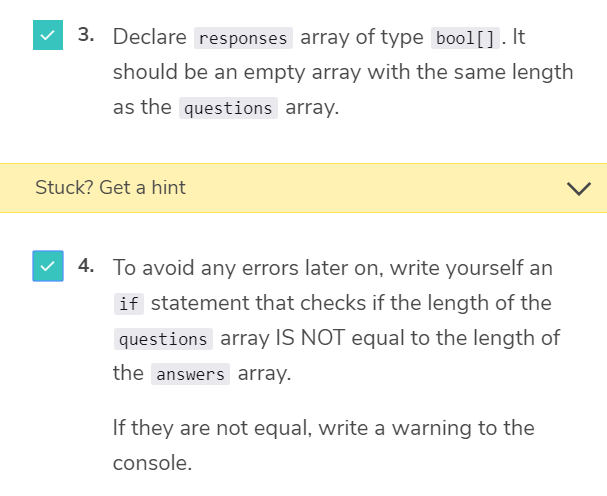 3. Declare responses array of type bool[]. It
should be an empty array with the same length
as the questions array.
Stuck? Get a hint
4. To avoid any errors later on, write yourself an
if statement that checks if the length of the
questions array IS NOT equal to the length of
the answers array.
If they are not equal, write a warning to the
console.